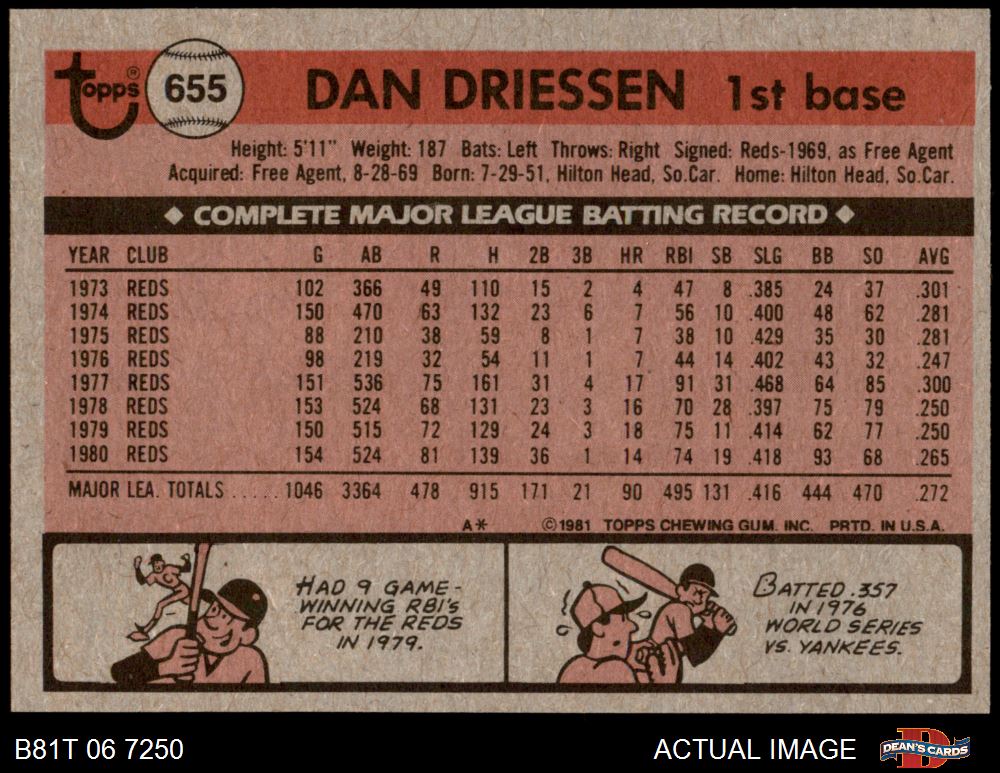 Topps® 655 DAN DRIESSEN 1st base
Height: 5'11" Weight: 187 Bats: Left Throws: Right Signed: Reds-1969, as Free Agent
Acquired: Free Agent, 8-28-69 Born: 7-29-51, Hilton Head, So.Car. Home: Hilton Head, So.Car.
◆ COMPLETE MAJOR LEAGUE BATTING RECORD ◆
YEAR CLUB G AB R H 2B 3B HR RBI SB SLG BB SO AVG
1973 REDS 102 366 49 110 15 2 4 47 8 .385 24 37 .301
1974 REDS 150 470 63 132 23 6 7 56 10 .400 48 62 .281
1975 REDS 88 210 38 59 8 1 7 38 10 .429 35 30 .281
1976 REDS 98 219 32 54 11 1 7 44 14 .402 43 32 .247
1977 REDS 151 536 75 161 31 4 17 91 31 .468 64 85 .300
1978 REDS 153 524 68 131 23 3 16 70 28 .397 75 79 .250
1979 REDS 150 515 72 129 24 3 18 75 11 .414 62 77 .250
1980 REDS 154 524 81 139 36 1 14 74 19 .418 93 68 .265
MAJOR LEA. TOTALS ..... 1046 3364 478 915 171 21 90 495 131 .416 444 470 .272
A* ©1981 TOPPS CHEWING GUM. INC. PRTD. IN U.S.A.
HAD 9 GAME-
WINNING RBI'S
FOR THE REDS
IN 1979.
BATTED .357
IN 1976
WORLD SERIES
VS. YANKEES.
B81T 06 7250 ACTUAL IMAGE DEAN'S CARDS